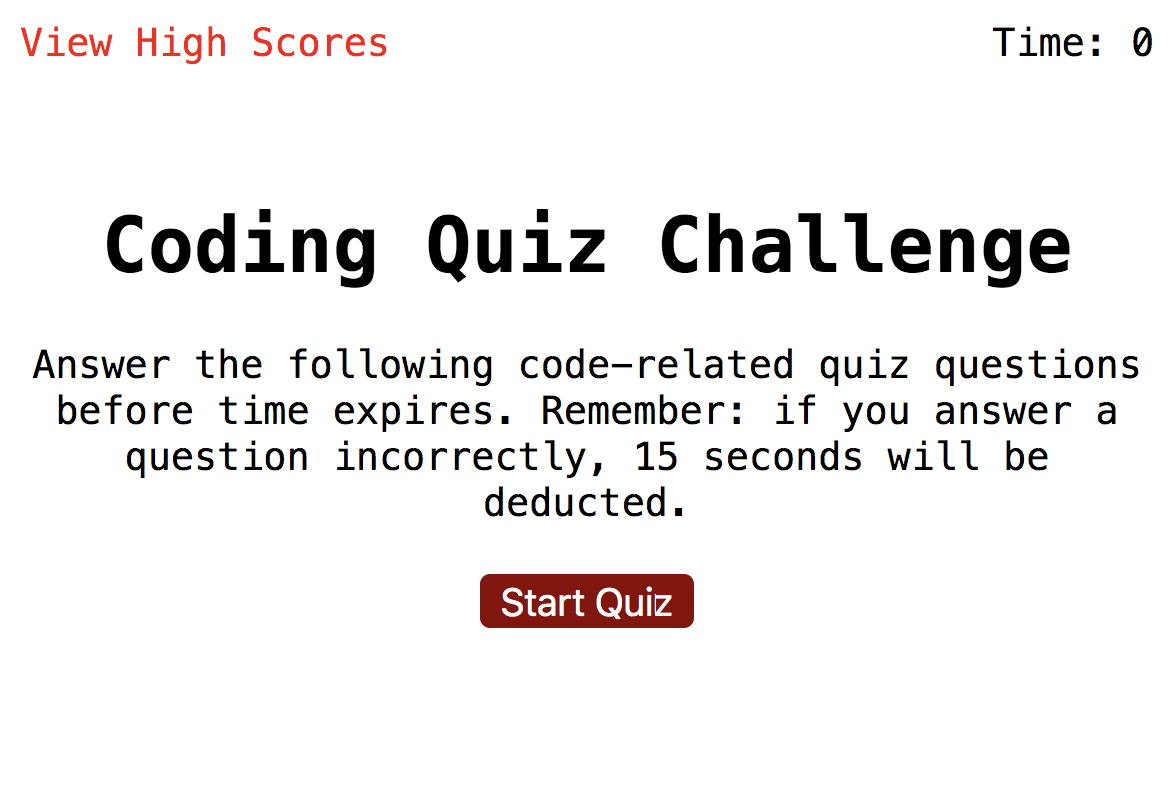 View High Scores
Time: 0
Coding Quiz Challenge
Answer the following code-related quiz questions
before time expires. Remember: if you answer a
question incorrectly, 15 seconds will be
deducted.
Start Quiz